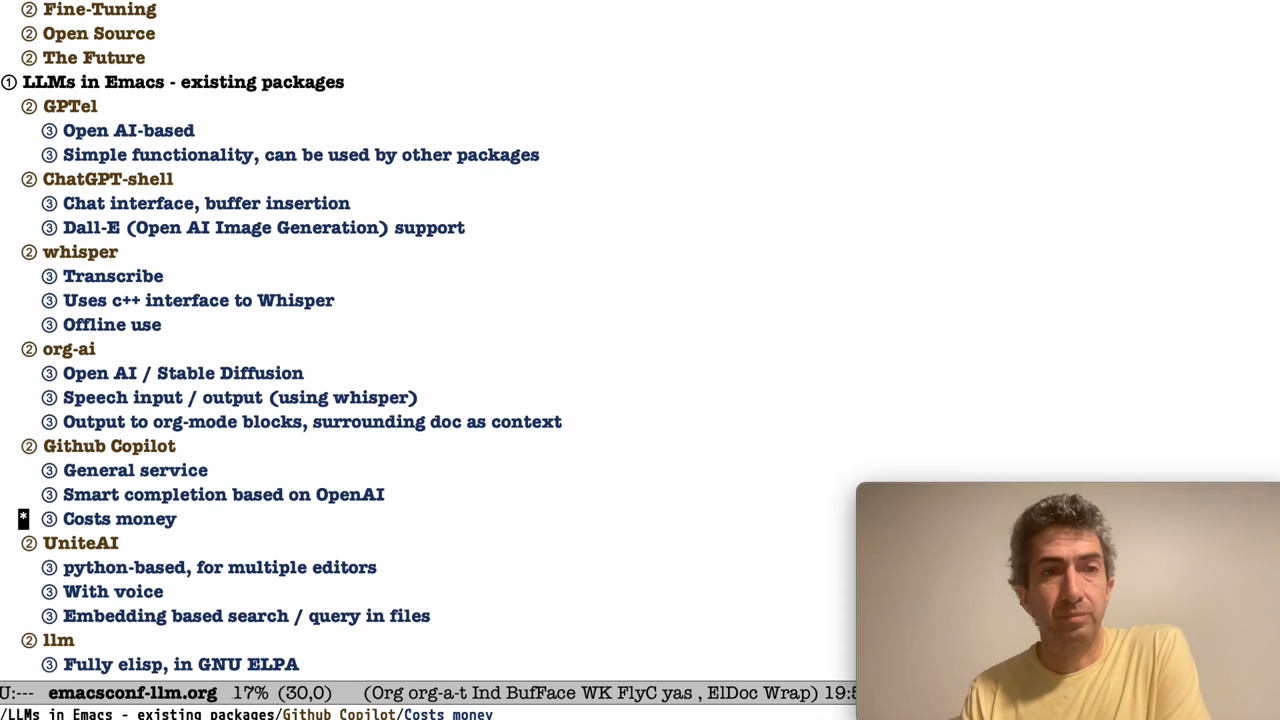 ② Fine-Tuning
② Open Source
② The Future
① LLMs in Emacs - existing packages
② GPTel
③ Open AI-based
③ Simple functionality, can be used by other packages
② ChatGPT-shell
③ Chat interface, buffer insertion
③ Dall-E (Open AI Image Generation) support
② whisper
③ Transcribe
③ Uses c++ interface to Whisper
③ Offline use
② org-ai
③ Open AI / Stable Diffusion
③ Speech input / output (using whisper)
③ Output to org-mode blocks, surrounding doc as context
② Github Copilot
③ General service
③ Smart completion based on OpenAI
* ③ Costs money
② UniteAI
③ python-based, for multiple editors
③ With voice
③ Embedding based search / query in files
② llm
③ Fully elisp, in GNU ELPA
U:--- emacsconf-llm.org 17% (30,0) (Org org-a-t Ind BufFace WK FlyC yas , ElDoc Wrap)
/LLMs in Emacs - existing packages/Github Copilot/Costs money